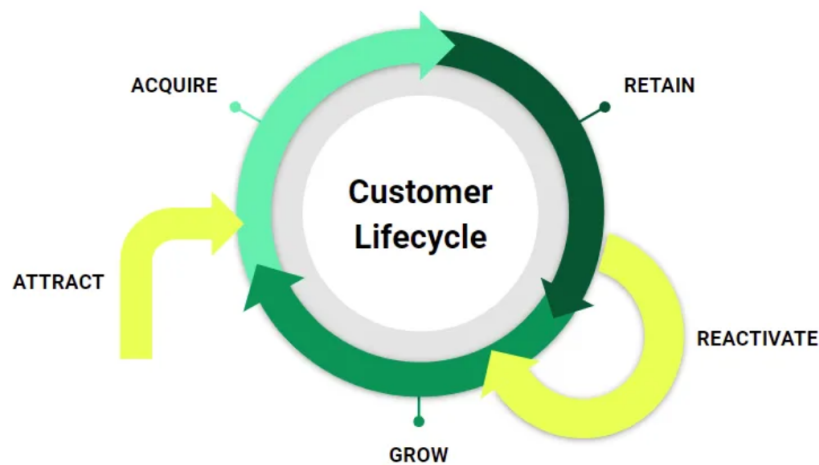 ACQUIRE
RETAIN
Customer
Lifecycle
ATTRACT
REACTIVATE
GROW